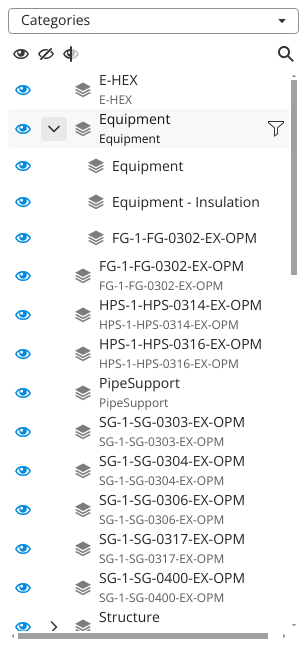 Categories
E-HEX
E-HEX
Equipment
Equipment
Equipment
Equipment - Insulation
FG-1-FG-0302-EX-OPM
FG-1-FG-0302-EX-OPM
FG-1-FG-0302-EX-OPM
HPS-1-HPS-0314-EX-OPM
HPS-1-HPS-0314-EX-OPM
HPS-1-HPS-0316-EX-OPM
HPS-1-HPS-0316-EX-OPM
PipeSupport
PipeSupport
SG-1-SG-0303-EX-OPM
SG-1-SG-0303-EX-OPM
SG-1-SG-0304-EX-OPM
SG-1-SG-0304-EX-OPM
SG-1-SG-0306-EX-OPM
SG-1-SG-0306-EX-OPM
SG-1-SG-0317-EX-OPM
SG-1-SG-0317-EX-OPM
SG-1-SG-0400-EX-OPM
SG-1-SG-0400-EX-OPM
Structure